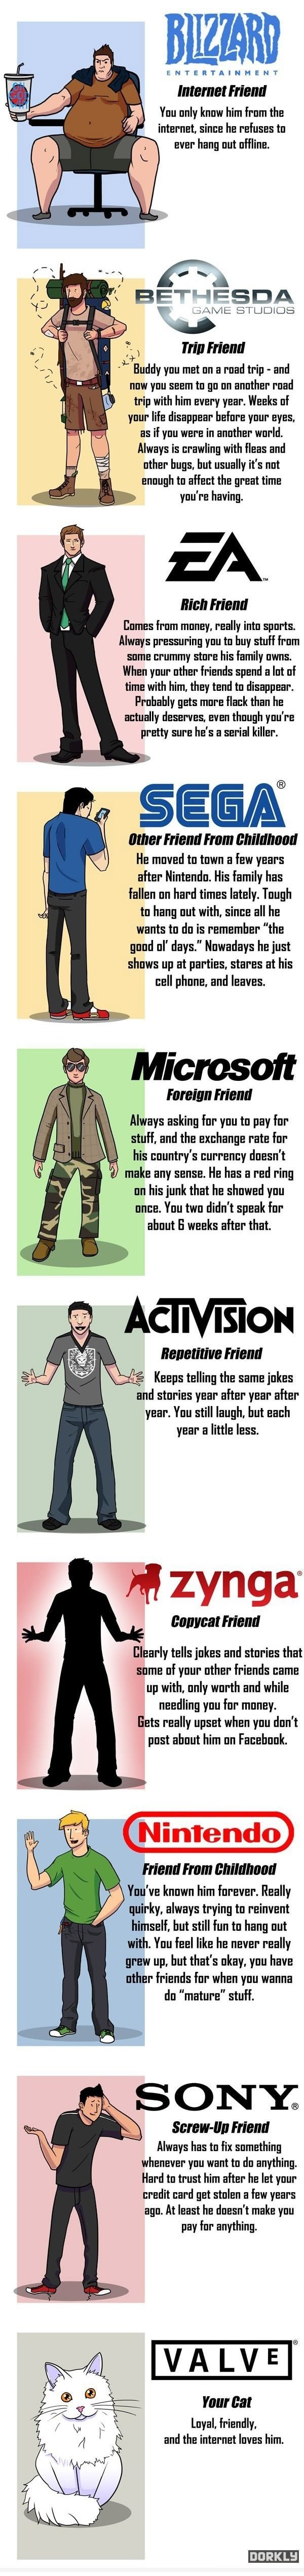 BLIZZARD
ENTERTAINMENT
Internet Friend
You only know him from the
internet, since he refuses to
ever hang out offline.
BETHESDA
GAME STUDIOS
Trip Friend
Buddy you met on a road trip - and
now you seem to go on another road
trip with him every year. Weeks of
your life disappear before your eyes,
as if you were in another world.
Always is crawling with fleas and
other bugs, but usually it's not
enough to affect the great time
you're having.
EA™
Rich Friend
Comes from money, really into sports.
Always pressuring you to buy stuff from
some crummy store his family owns.
When your other friends spend a lot of
time with him, they tend to disappear.
Probably gets more flack than he
actually deserves, even though you're
pretty sure he's a serial killer.
SEGA®
Other Friend From Childhood
He moved to town a few years
after Nintendo. His family has
fallen on hard times lately. Tough
to hang out with, since all he
wants to do is remember "the
good ol' days." Nowadays he just
shows up at parties, stares at his
cell phone, and leaves.
Microsoft
Foreign Friend
Always asking for you to pay for
stuff, and the exchange rate for
his country's currency doesn't
make any sense. He has a red ring
on his junk that he showed you
once. You two didn't speak for
about 6 weeks after that.
ACTIVISION
Repetitive Friend
Keeps telling the same jokes
and stories year after year after
year. You still laugh, but each
year a little less.
zynga®
Copycat Friend
Clearly tells jokes and stories that
some of your other friends came
up with, only worth and while
needling you for money.
Gets really upset when you don't
post about him on Facebook.
Nintendo
Friend From Childhood
You've known him forever. Really
quirky, always trying to reinvent
himself, but still fun to hang out
with. You feel like he never really
grew up, but that's okay, you have
other friends for when you wanna
do "mature" stuff.
SONY®
Screw-Up Friend
Always has to fix something
whenever you want to do anything.
Hard to trust him after he let your
credit card get stolen a few years
ago. At least he doesn't make you
pay for anything.
VALVE®
Your Cat
Loyal, friendly,
and the internet loves him.
DORKLY